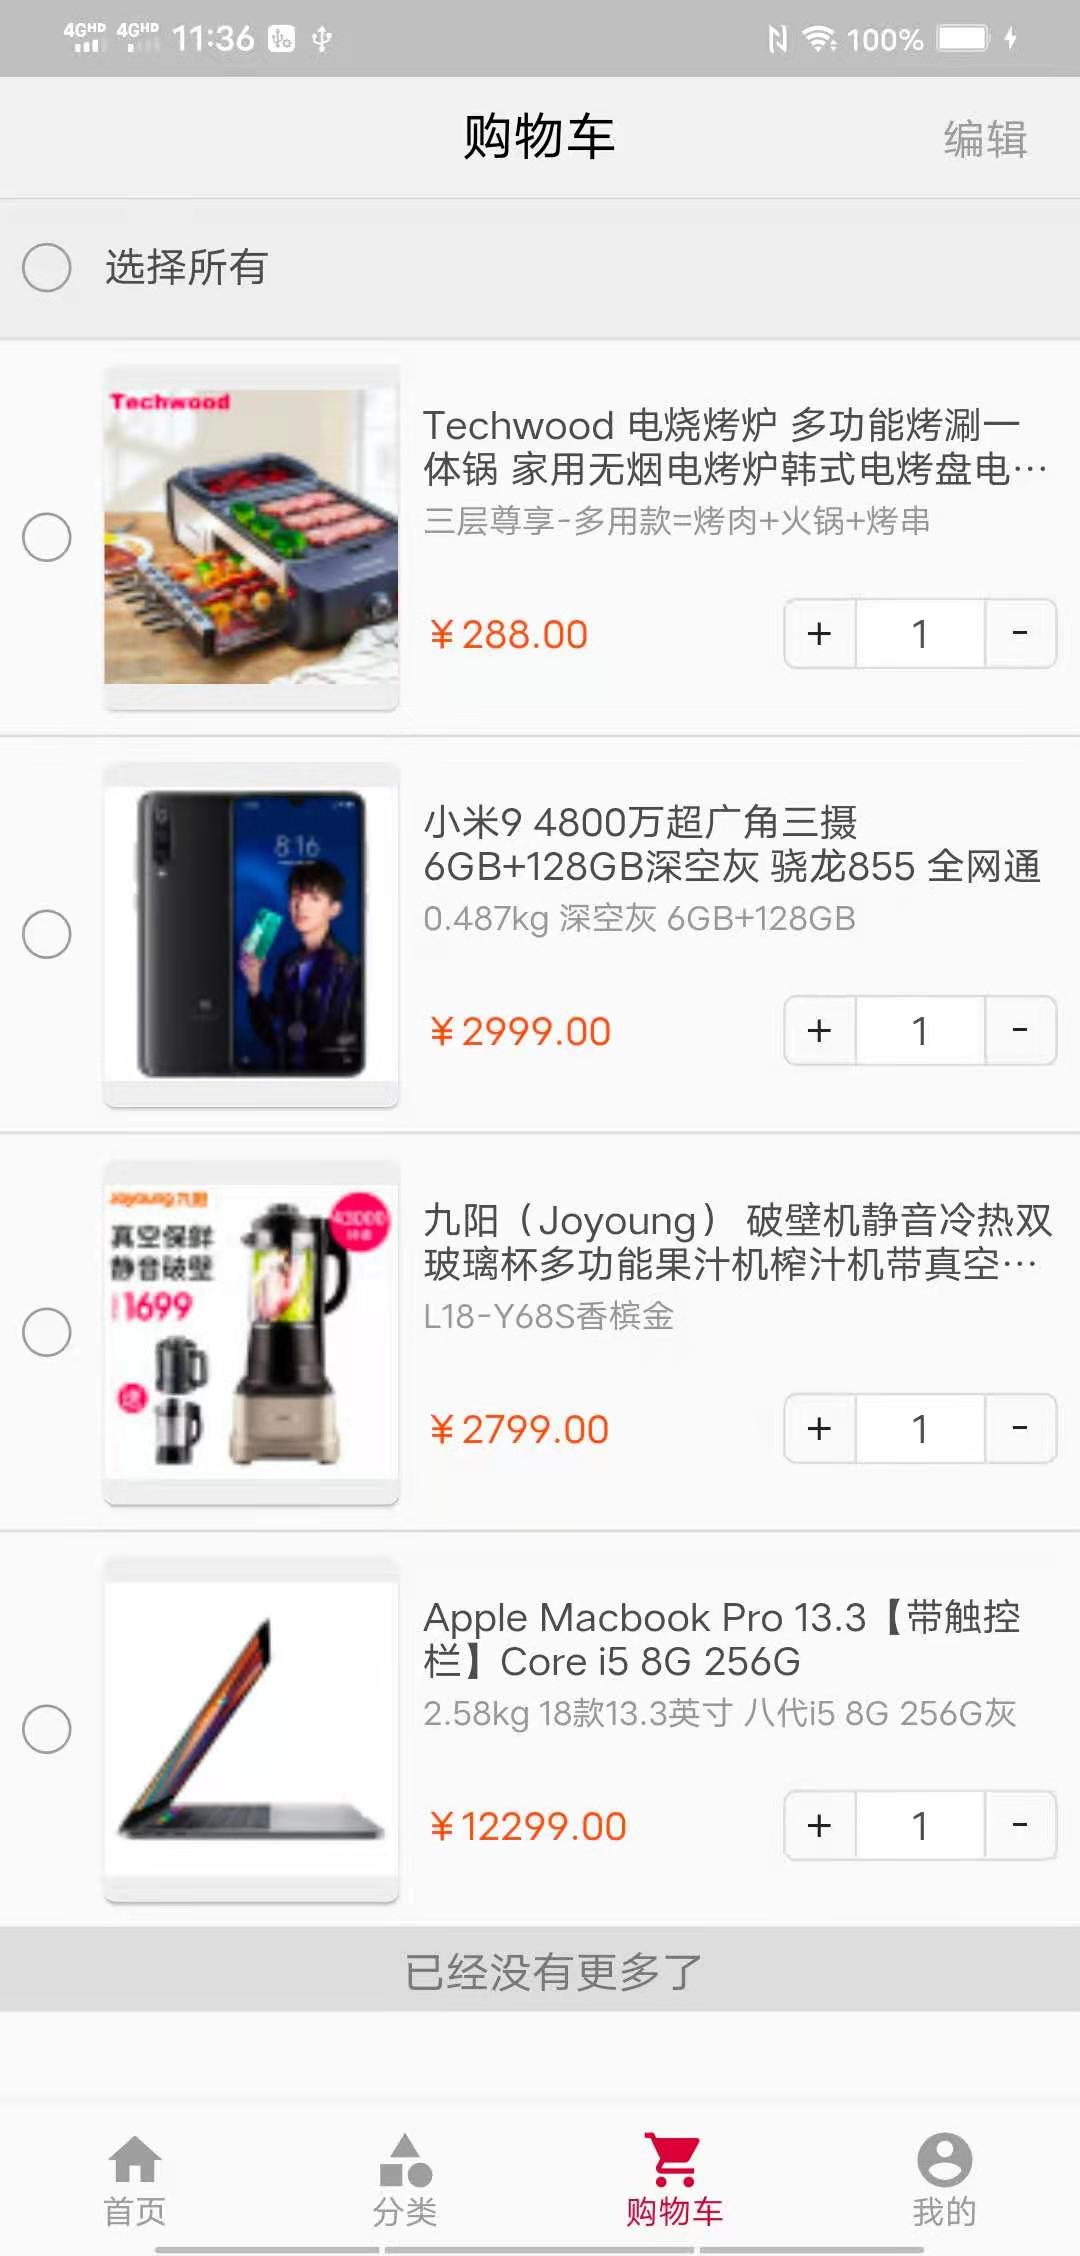 4GHD 4GHD 11:36 100%
购物车 编辑
选择所有
Techwood
Techwood 电烧烤炉 多功能烤涮一
体锅 家用无烟电烤炉韩式电烤盘电…
三层尊享-多用款=烤肉+火锅+烤串
¥288.00 + 1 -
8:16
小米9 4800万超广角三摄
6GB+128GB深空灰 骁龙855 全网通
0.487kg 深空灰 6GB+128GB
¥2999.00 + 1 -
Joyoung九阳
真空保鲜
静音破壁
1699
送
九阳（Joyoung） 破壁机静音冷热双
玻璃杯多功能果汁机榨汁机带真空…
L18-Y68S香槟金
¥2799.00 + 1 -
Apple Macbook Pro 13.3【带触控
栏】Core i5 8G 256G
2.58kg 18款13.3英寸 八代i5 8G 256G灰
¥12299.00 + 1 -
已经没有更多了
首页 分类 购物车 我的